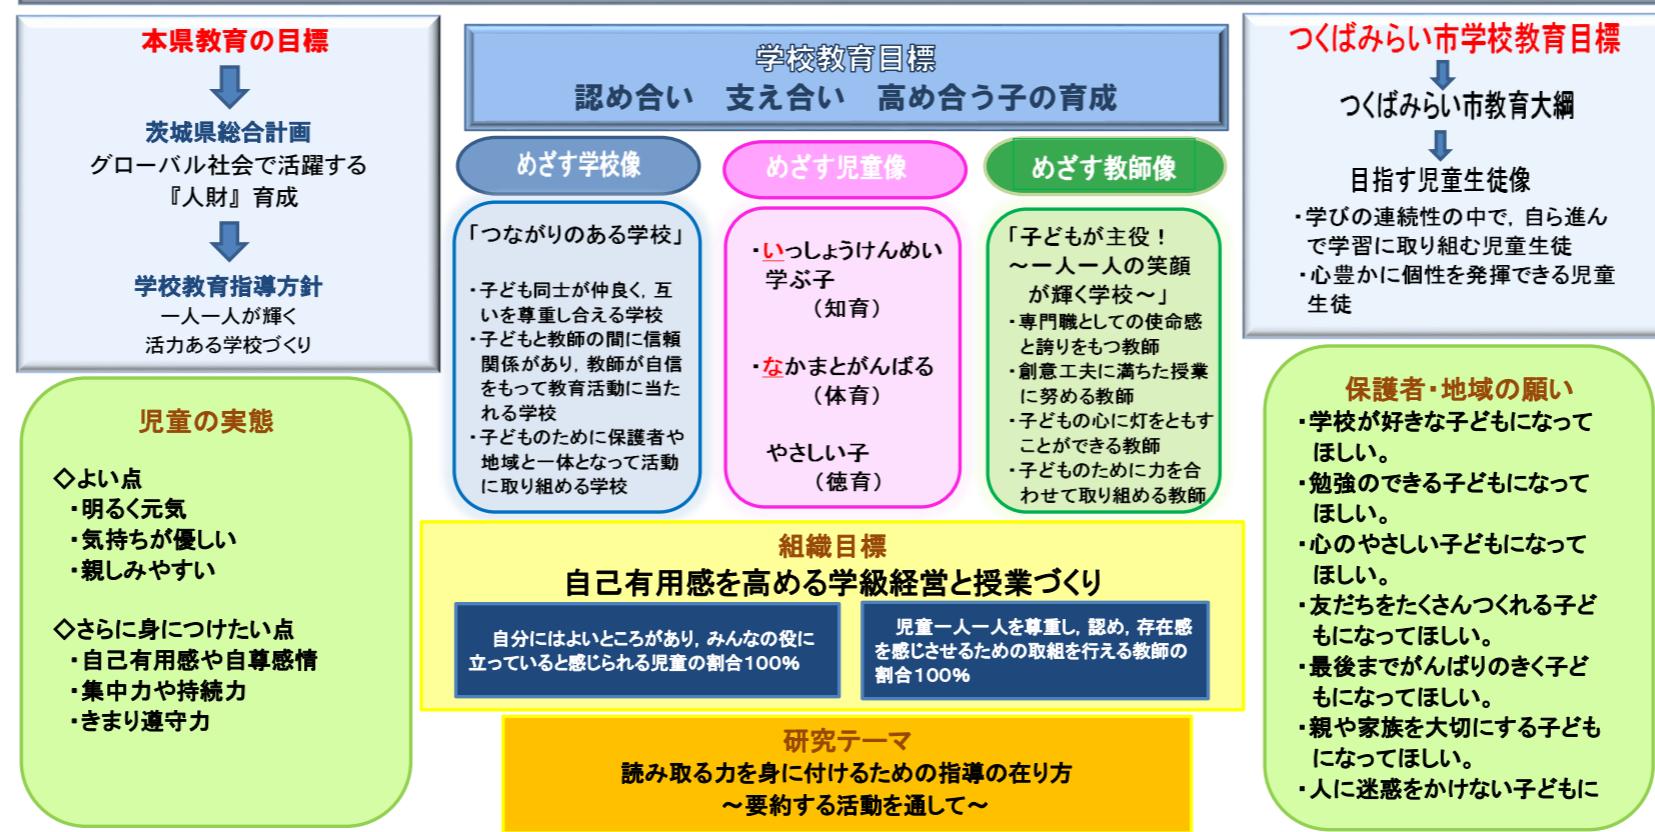 本県教育の目標
茨城県総合計画
グローバル社会で活躍する
『人財』育成
学校教育指導方針
一人一人が輝く
活力ある学校づくり
学校教育目標
認め合い　支え合い　高め合う子の育成
つくばみらい市学校教育目標
つくばみらい市教育大綱
目指す児童生徒像
・学びの連続性の中で，自ら進ん
で学習に取り組む児童生徒
・心豊かに個性を発揮できる児童
生徒
めざす学校像
「つながりのある学校」
・子ども同士が仲良く，互
いを尊重し合える学校
・子どもと教師の間に信頼
関係があり，教師が自信
をもって教育活動に当た
れる学校
・子どものために保護者や
地域と一体となって活動
に取り組める学校
めざす児童像
・いっしょうけんめい
学ぶ子
（知育）
・なかまとがんばる
（体育）
やさしい子
（徳育）
めざす教師像
「子どもが主役！
～一人一人の笑顔
が輝く学校～」
・専門職としての使命感
と誇りをもつ教師
・創意工夫に満ちた授業
に努める教師
・子どもの心に灯をともす
ことができる教師
・子どものために力を合
わせて取り組める教師
児童の実態
◇よい点
・明るく元気
・気持ちが優しい
・親しみやすい
◇さらに身につけたい点
・自己有用感や自尊感情
・集中力や持続力
・きまり遵守力
組織目標
自己有用感を高める学級経営と授業づくり
自分にはよいところがあり，みんなの役に
立っていると感じられる児童の割合１００％
児童一人一人を尊重し，認め，存在感
を感じさせるための取組を行える教師の
割合１００％
研究テーマ
読み取る力を身に付けるための指導の在り方
～要約する活動を通して～
保護者・地域の願い
・学校が好きな子どもになって
ほしい。
・勉強のできる子どもになって
ほしい。
・心のやさしい子どもになって
ほしい。
・友だちをたくさんつくれる子ど
もになってほしい。
・最後までがんばりのきく子ど
もになってほしい。
・親や家族を大切にする子ども
になってほしい。
・人に迷惑をかけない子どもに